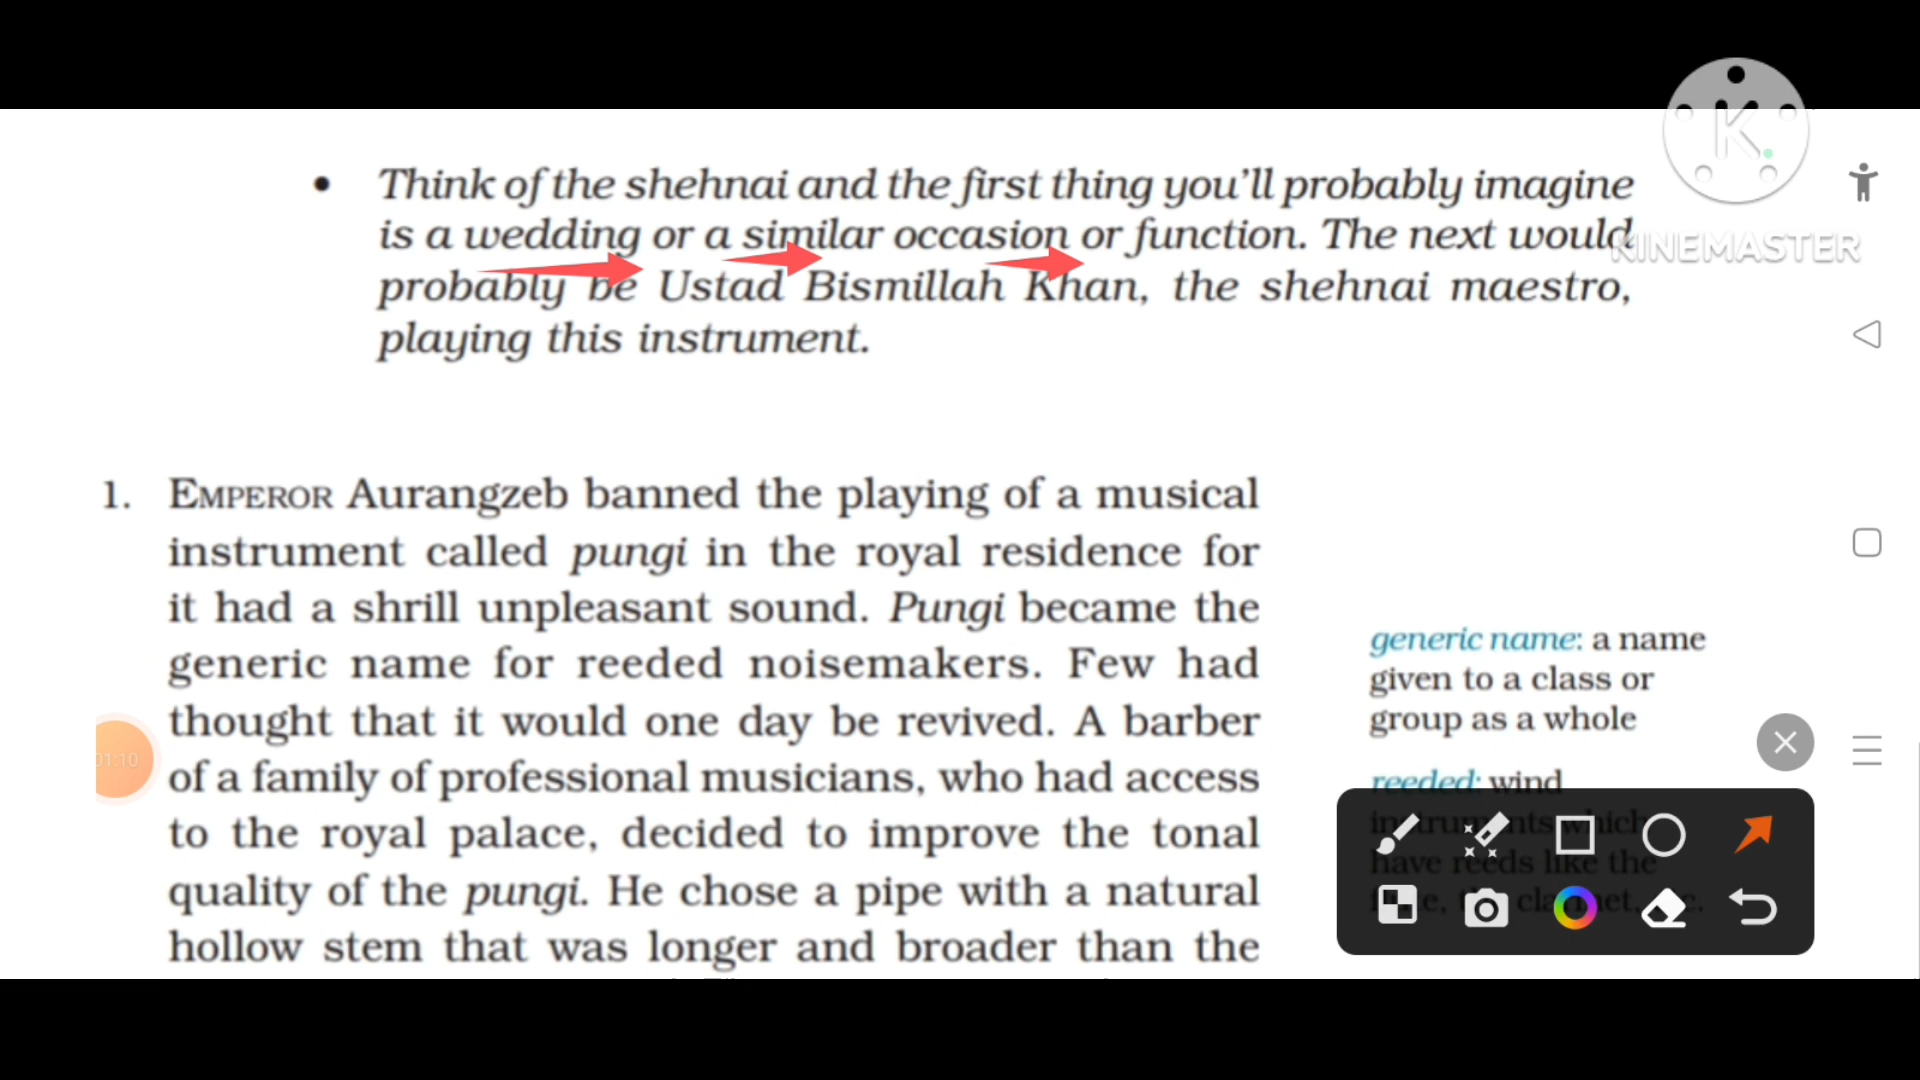 K
KINEMASTER
• Think of the shehnai and the first thing you'll probably imagine
is a wedding or a similar occasion or function. The next would
probably be Ustad Bismillah Khan, the shehnai maestro,
playing this instrument.
1. EMPEROR Aurangzeb banned the playing of a musical
instrument called pungi in the royal residence for
it had a shrill unpleasant sound. Pungi became the
generic name for reeded noisemakers. Few had
thought that it would one day be revived. A barber
of a family of professional musicians, who had access
to the royal palace, decided to improve the tonal
quality of the pungi. He chose a pipe with a natural
hollow stem that was longer and broader than the
generic name: a name
given to a class or
group as a whole
reeded: wind
instruments which
have reeds like the
01:10